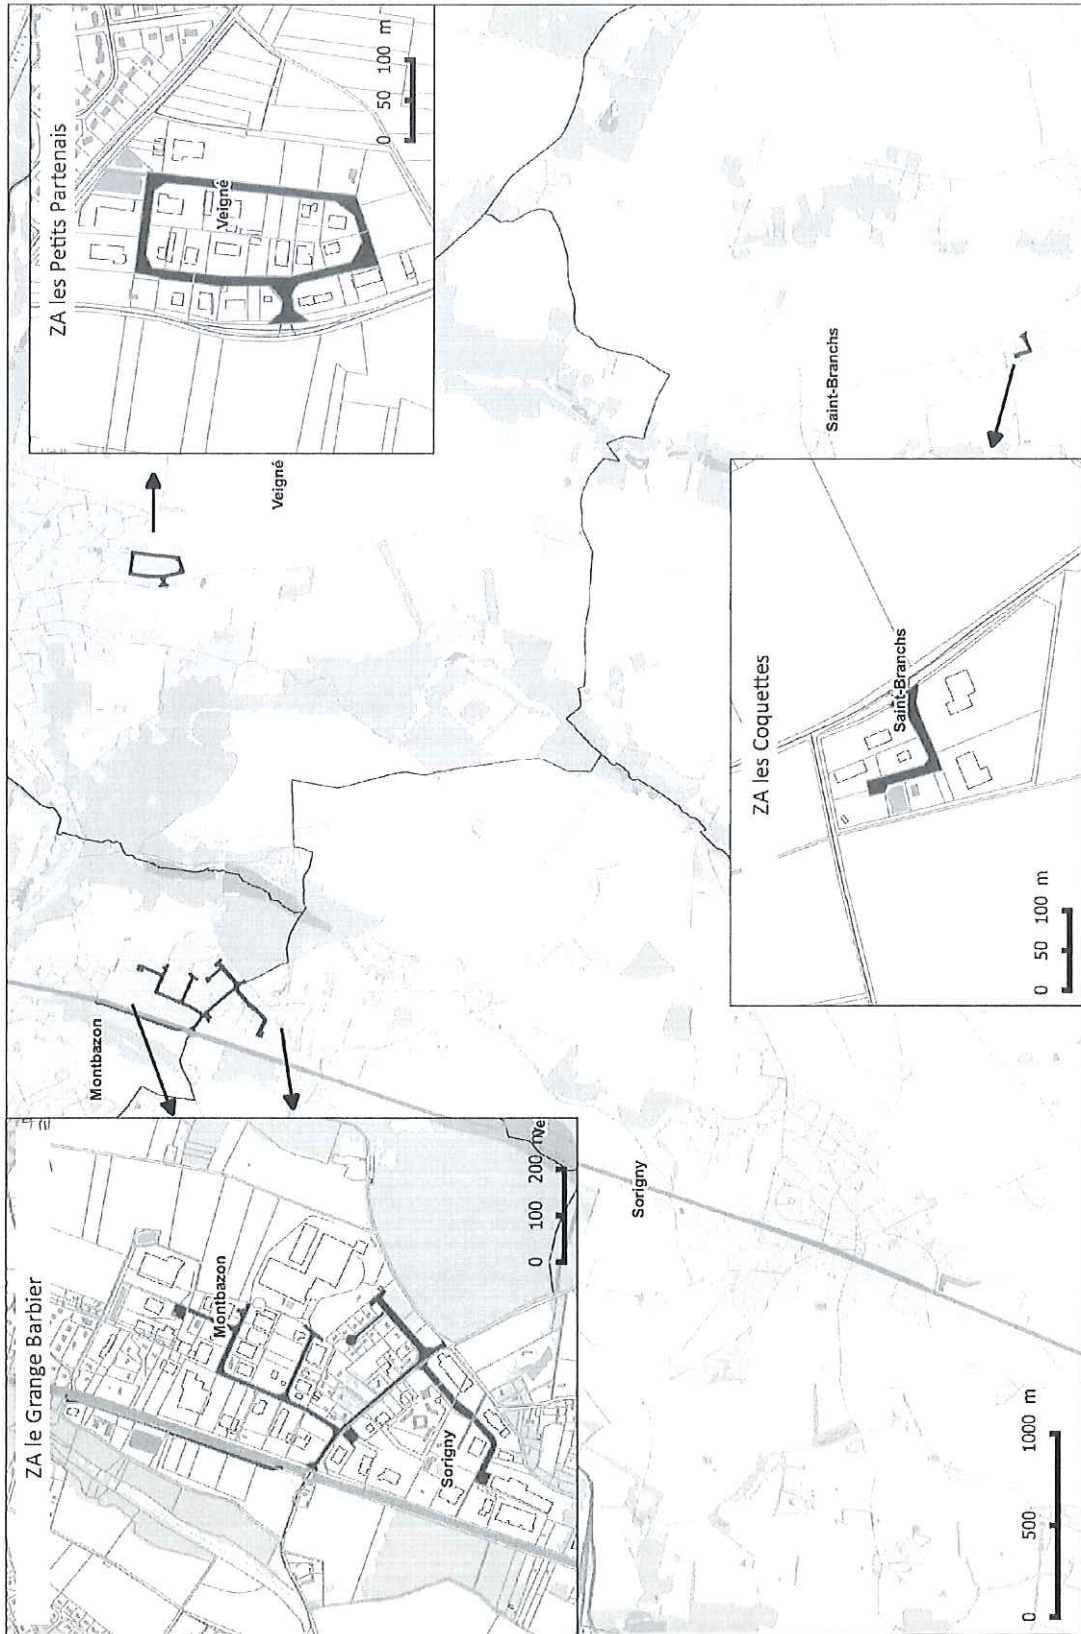 ZA le Grange Barbier
Montbazon
Sorigny
0 100 200 m
Ve
Montbazon
Veigné
ZA les Petits Partenais
Veigné
0 50 100 m
Sorigny
Saint-Branchs
ZA les Coquettes
Saint-Branchs
0 50 100 m
0 500 1000 m